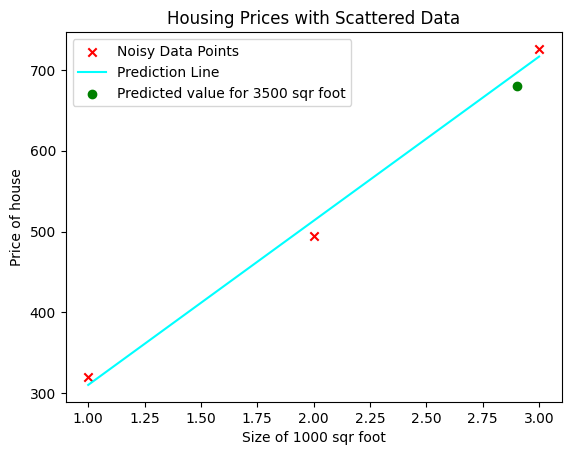 Housing Prices with Scattered Data
Noisy Data Points
Prediction Line
Predicted value for 3500 sqr foot
Price of house
700
600
500
400
300
1.00 1.25 1.50 1.75 2.00 2.25 2.50 2.75 3.00
Size of 1000 sqr foot